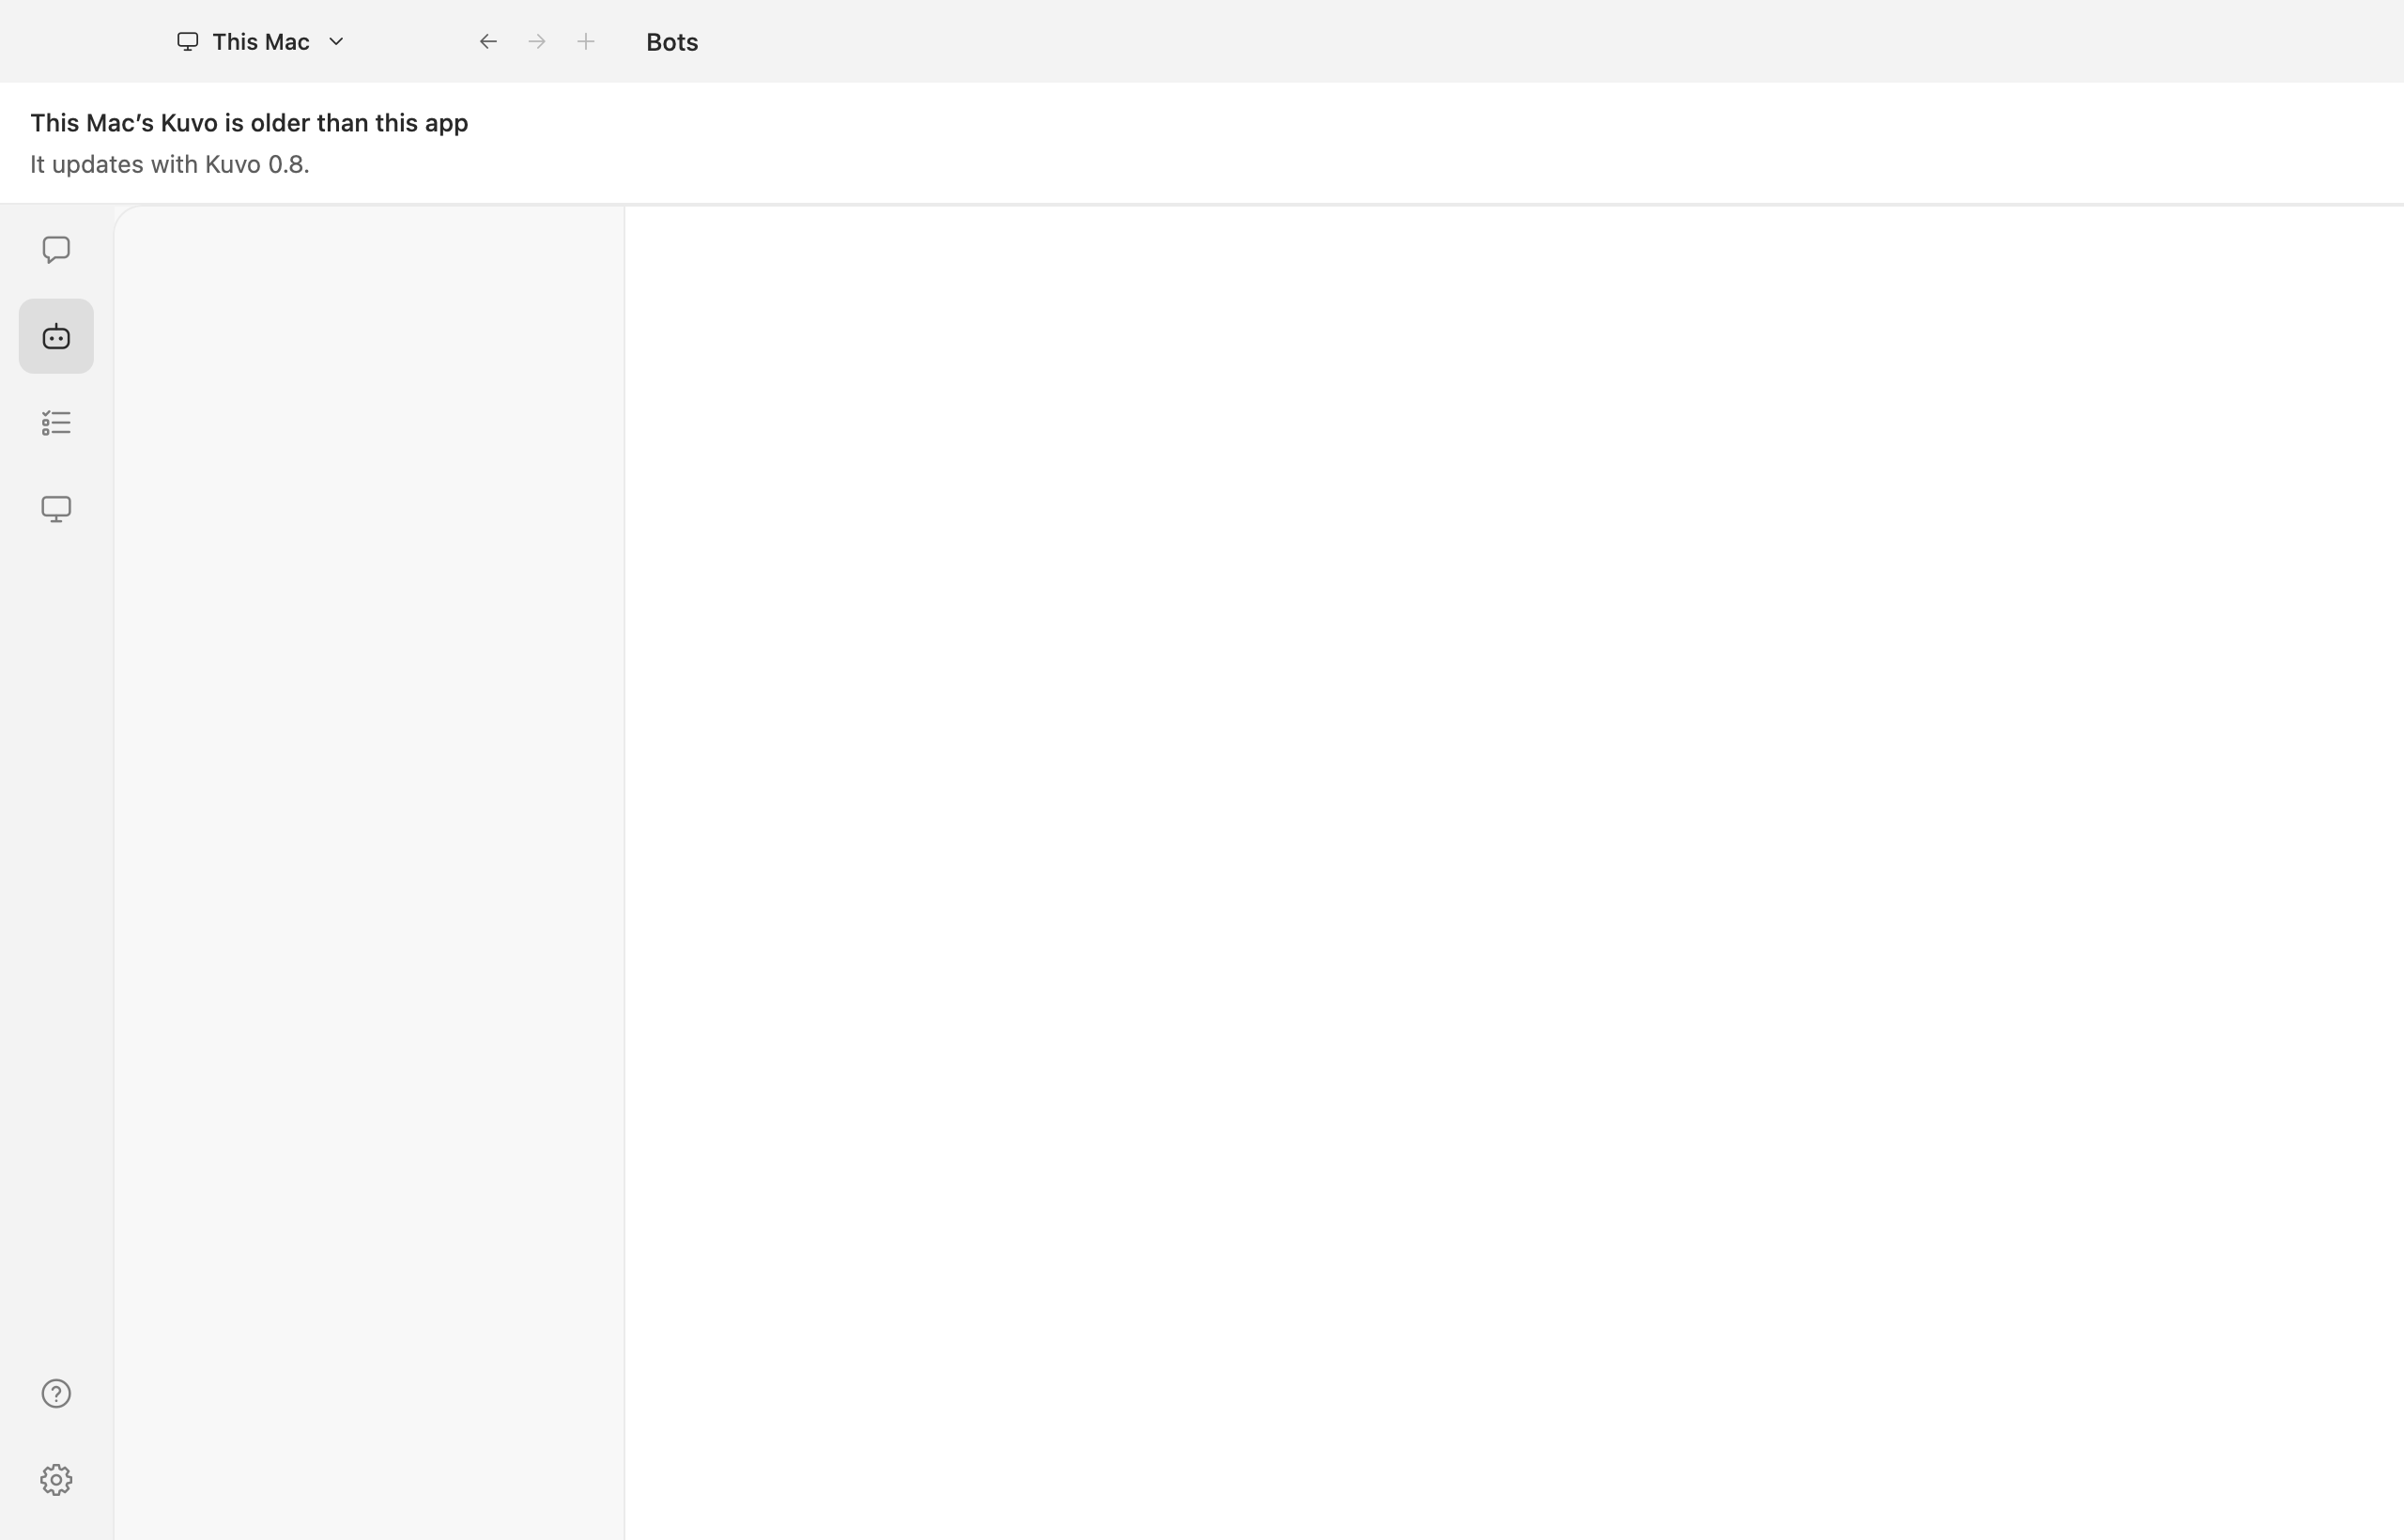 This Mac
Bots
This Mac’s Kuvo is older than this app
It updates with Kuvo 0.8.